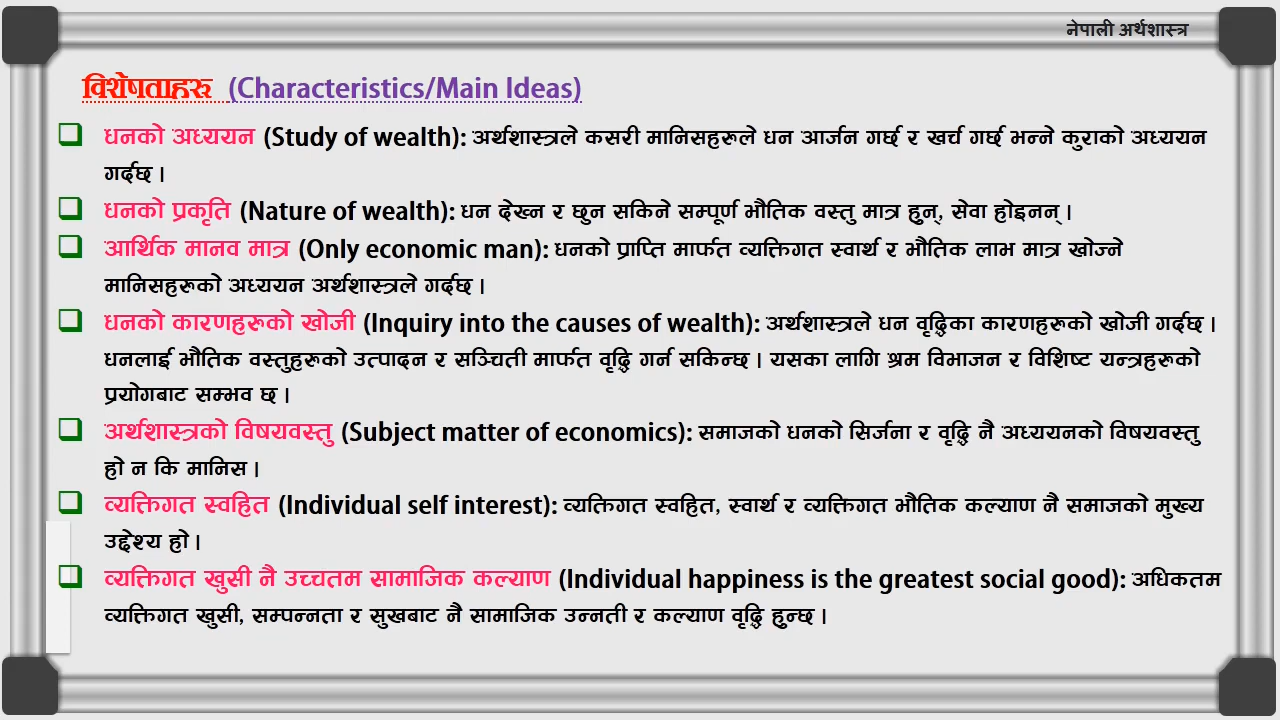 नेपाली अर्थशास्त्र
विशेषताहरु (Characteristics/Main Ideas)
धनको अध्ययन (Study of wealth): अर्थशास्त्रले कसरी मानिसहरूले धन आर्जन गर्छ र खर्च गर्छ भन्ने कुराको अध्ययन
गर्दछ ।
धनको प्रकृति (Nature of wealth): धन देख्न र छुन सकिने सम्पूर्ण भौतिक वस्तु मात्र हुन्, सेवा होइनन् ।
आर्थिक मानव मात्र (Only economic man): धनको प्राप्ति मार्फत व्यक्तिगत स्वार्थ र भौतिक लाभ मात्र खोज्ने
मानिसहरूको अध्ययन अर्थशास्त्रले गर्दछ ।
धनको कारणहरूको खोजी (Inquiry into the causes of wealth): अर्थशास्त्रले धन वृद्धिका कारणहरूको खोजी गर्दछ ।
धनलाई भौतिक वस्तुहरूको उत्पादन र सञ्चिती मार्फत वृद्धि गर्न सकिन्छ । यसका लागि श्रम विभाजन र विशिष्ट यन्त्रहरूको
प्रयोगबाट सम्भव छ ।
अर्थशास्त्रको विषयवस्तु (Subject matter of economics): समाजको धनको सिर्जना र वृद्धि नै अध्ययनको विषयवस्तु
हो न कि मानिस ।
व्यक्तिगत स्वहित (Individual self interest): व्यक्तिगत स्वहित, स्वार्थ र व्यक्तिगत भौतिक कल्याण नै समाजको मुख्य
उद्देश्य हो ।
व्यक्तिगत खुसी नै उच्चतम सामाजिक कल्याण (Individual happiness is the greatest social good): अधिकतम
व्यक्तिगत खुसी, सम्पन्नता र सुखबाट नै सामाजिक उन्नती र कल्याण वृद्धि हुन्छ ।